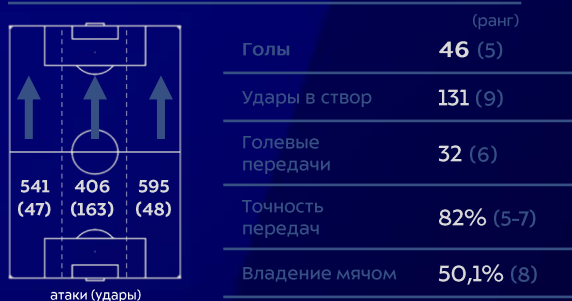 (ранг)
Голы 46 (5)
Удары в створ 131 (9)
Голевые
передачи 32 (6)
Точность
передач 82% (5-7)
Владение мячом 50,1% (8)
541 406 595
(47) (163) (48)
атаки (удары)